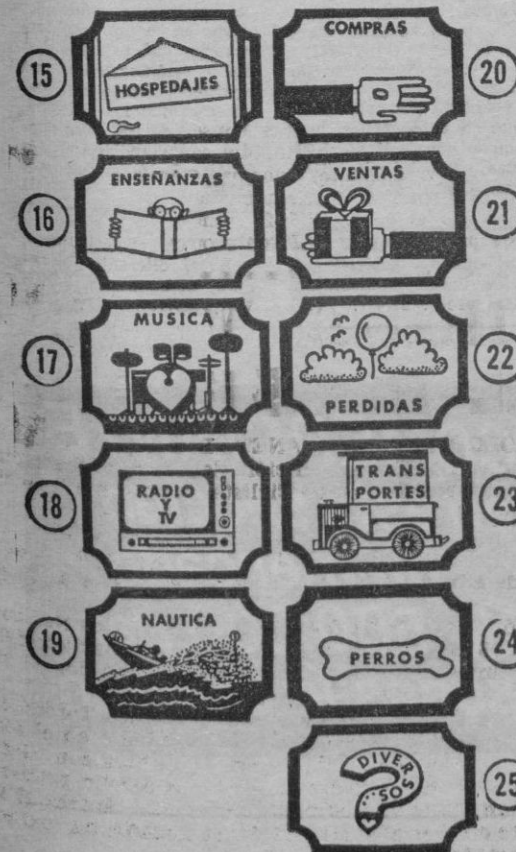 15
HOSPEDAJES
COMPRAS
20
16
ENSEÑANZAS
VENTAS
21
17
MUSICA
PERDIDAS
22
18
RADIO
Y
TV
TRANS
PORTES
23
19
NAUTICA
PERROS
24
DIVER
SOS
25